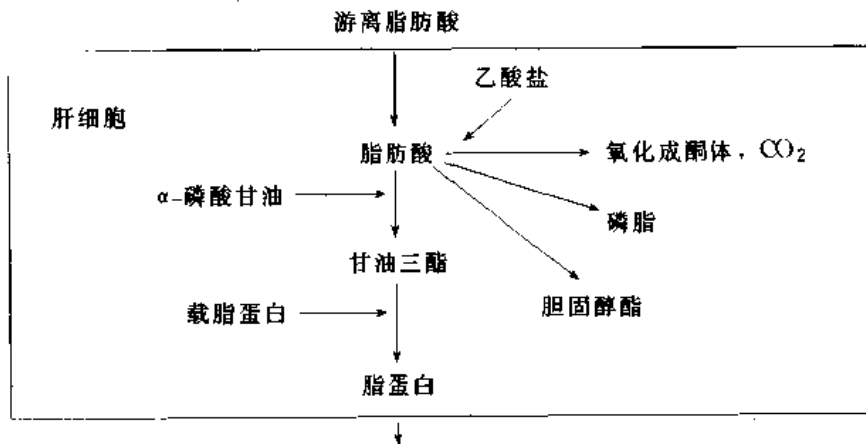 游离脂肪酸
乙酸盐
肝细胞
脂肪酸
氧化成酮体，CO₂
α-磷酸甘油
磷脂
甘油三酯
载脂蛋白
胆固醇酯
脂蛋白